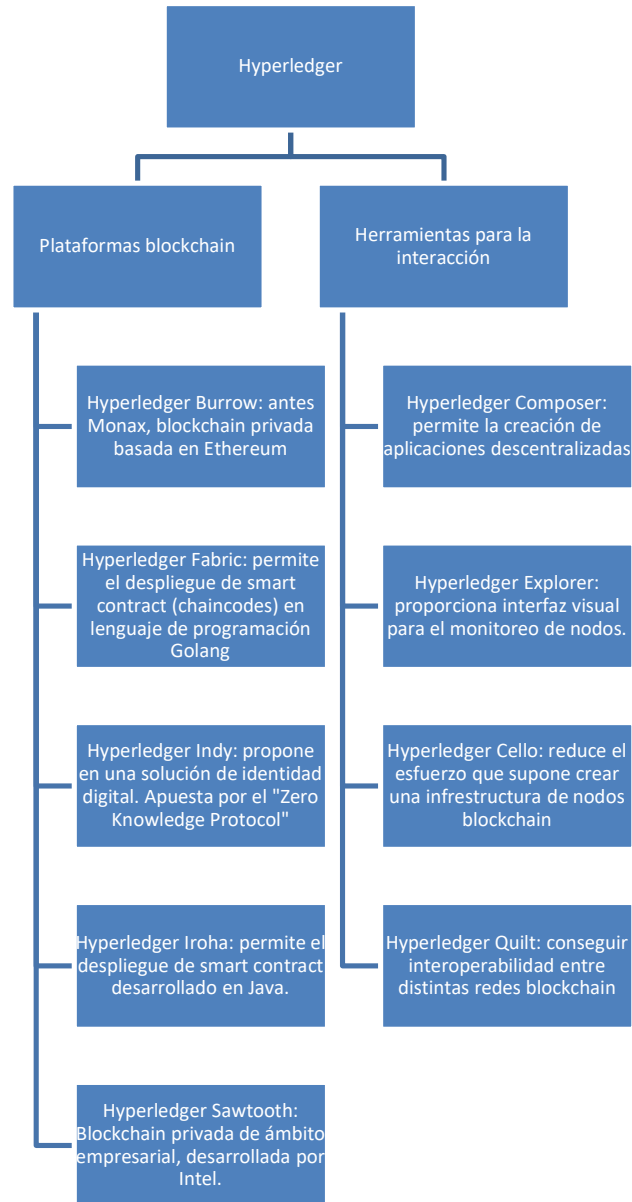 Hyperledger
Plataformas blockchain
Herramientas para la
interacción
Hyperledger Burrow: antes
Monax, blockchain privada
basada en Ethereum
Hyperledger Fabric: permite
el despliegue de smart
contract (chaincodes) en
lenguaje de programación
Golang
Hyperledger Indy: propone
en una solución de identidad
digital. Apuesta por el "Zero
Knowledge Protocol"
Hyperledger Iroha: permite el
despliegue de smart contract
desarrollado en Java.
Hyperledger Sawtooth:
Blockchain privada de ámbito
empresarial, desarrollada por
Intel.
Hyperledger Composer:
permite la creación de
aplicaciones descentralizadas
Hyperledger Explorer:
proporciona interfaz visual
para el monitoreo de nodos.
Hyperledger Cello: reduce el
esfuerzo que supone crear
una infrestructura de nodos
blockchain
Hyperledger Quilt: conseguir
interoperabilidad entre
distintas redes blockchain